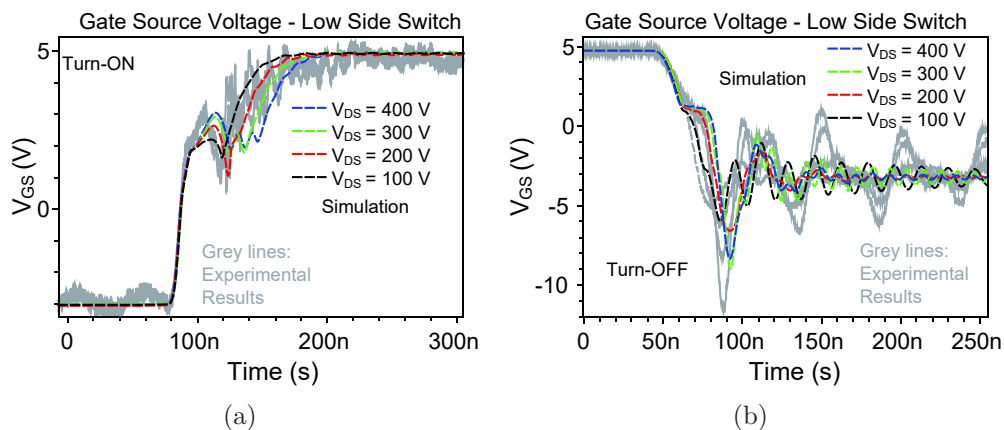 Gate Source Voltage - Low Side Switch
5
Turn-ON
V_DS = 400 V
V_DS = 300 V
V_DS = 200 V
V_DS = 100 V
Simulation
V_GS (V)
0
Grey lines:
Experimental
Results
0 100n 200n 300n
Time (s)
(a)
Gate Source Voltage - Low Side Switch
5
V_DS = 400 V
V_DS = 300 V
V_DS = 200 V
V_DS = 100 V
Simulation
0
V_GS (V)
-5
Grey lines:
Experimental
Results
Turn-OFF
-10
0 50n 100n 150n 200n 250n
Time (s)
(b)